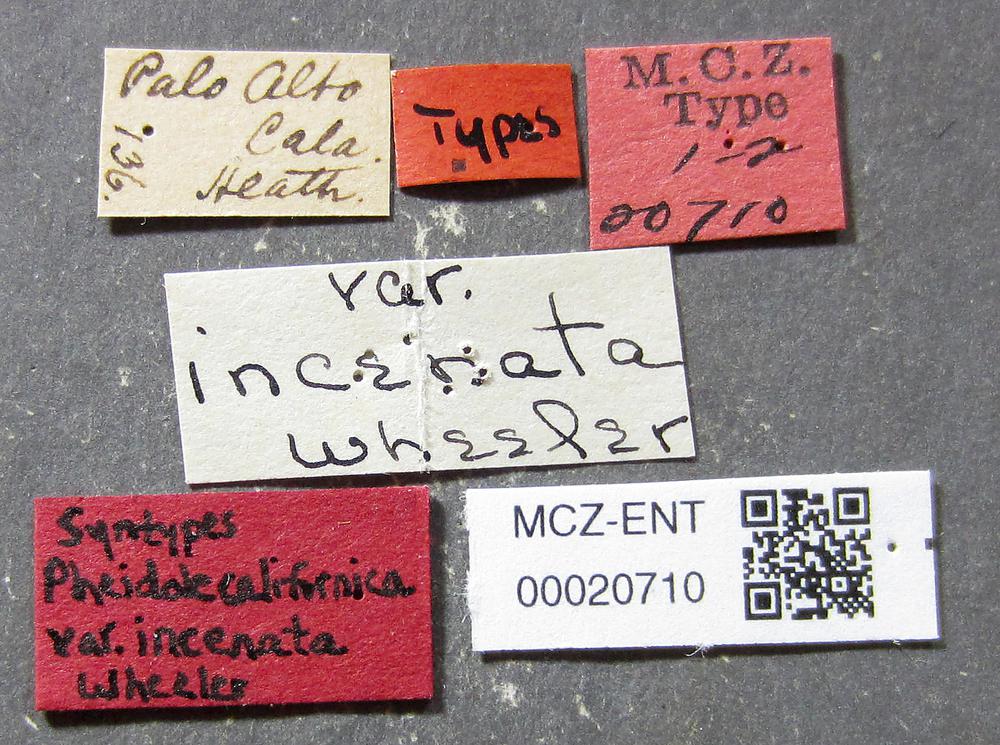 Palo Alto
Cala.
Heath.
136.
Types
M.C.Z.
Type
1-2
20710
var.
incenata
Wheeler
Syntypes
Pheidole californica
var. incenata
Wheeler
MCZ-ENT
00020710